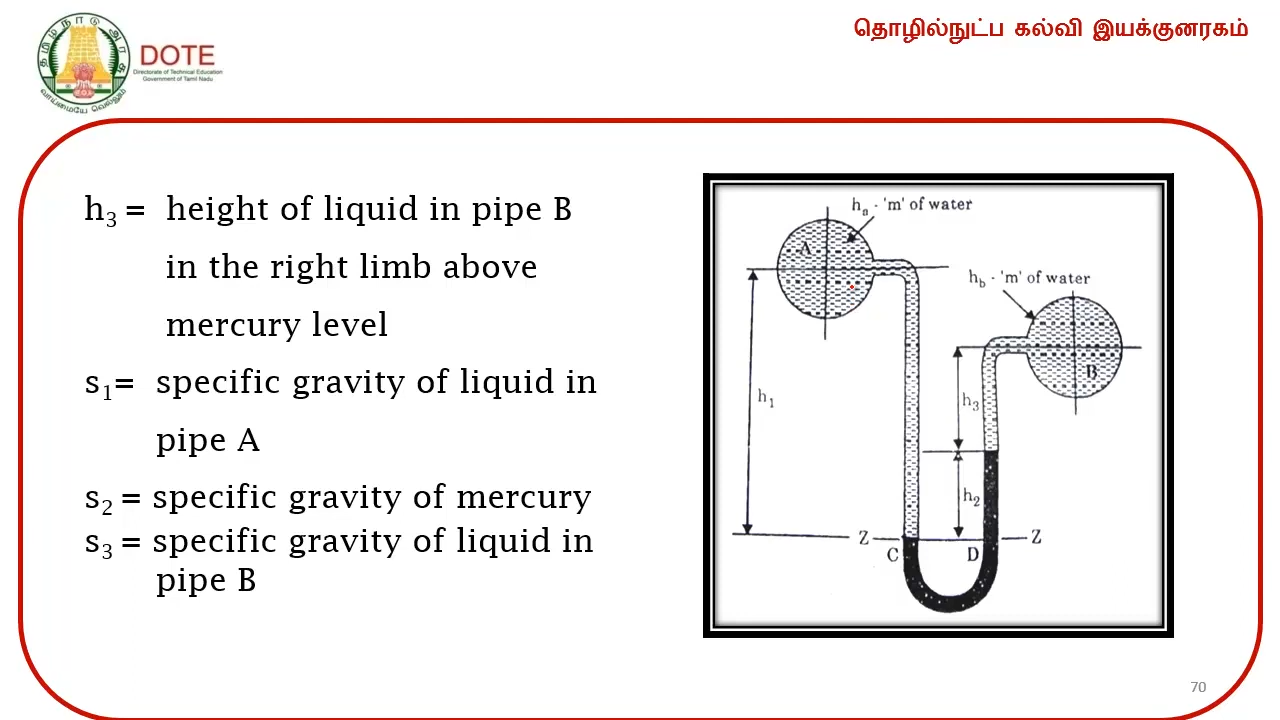 தமிழ்நாடு அரசு
வாய்மையே வெல்லும்
DOTE
Directorate of Technical Education
Government of Tamil Nadu
தொழில்நுட்ப கல்வி இயக்குனரகம்
h₃ = height of liquid in pipe B
in the right limb above
mercury level
s₁= specific gravity of liquid in
pipe A
s₂ = specific gravity of mercury
s₃ = specific gravity of liquid in
pipe B
hₐ - 'm' of water
A
h_b - 'm' of water
B
h₁
h₃
h₂
Z
Z
C
D
70